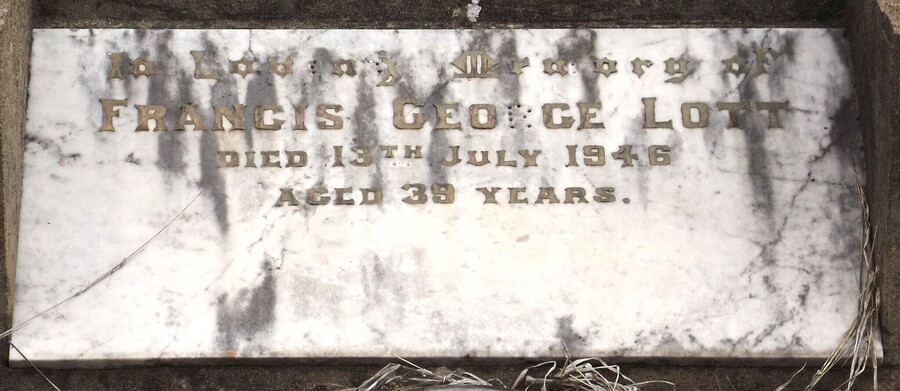 In Loving Memory of
FRANCIS GEORGE LOTT
DIED 13TH JULY 1946
AGED 39 YEARS.